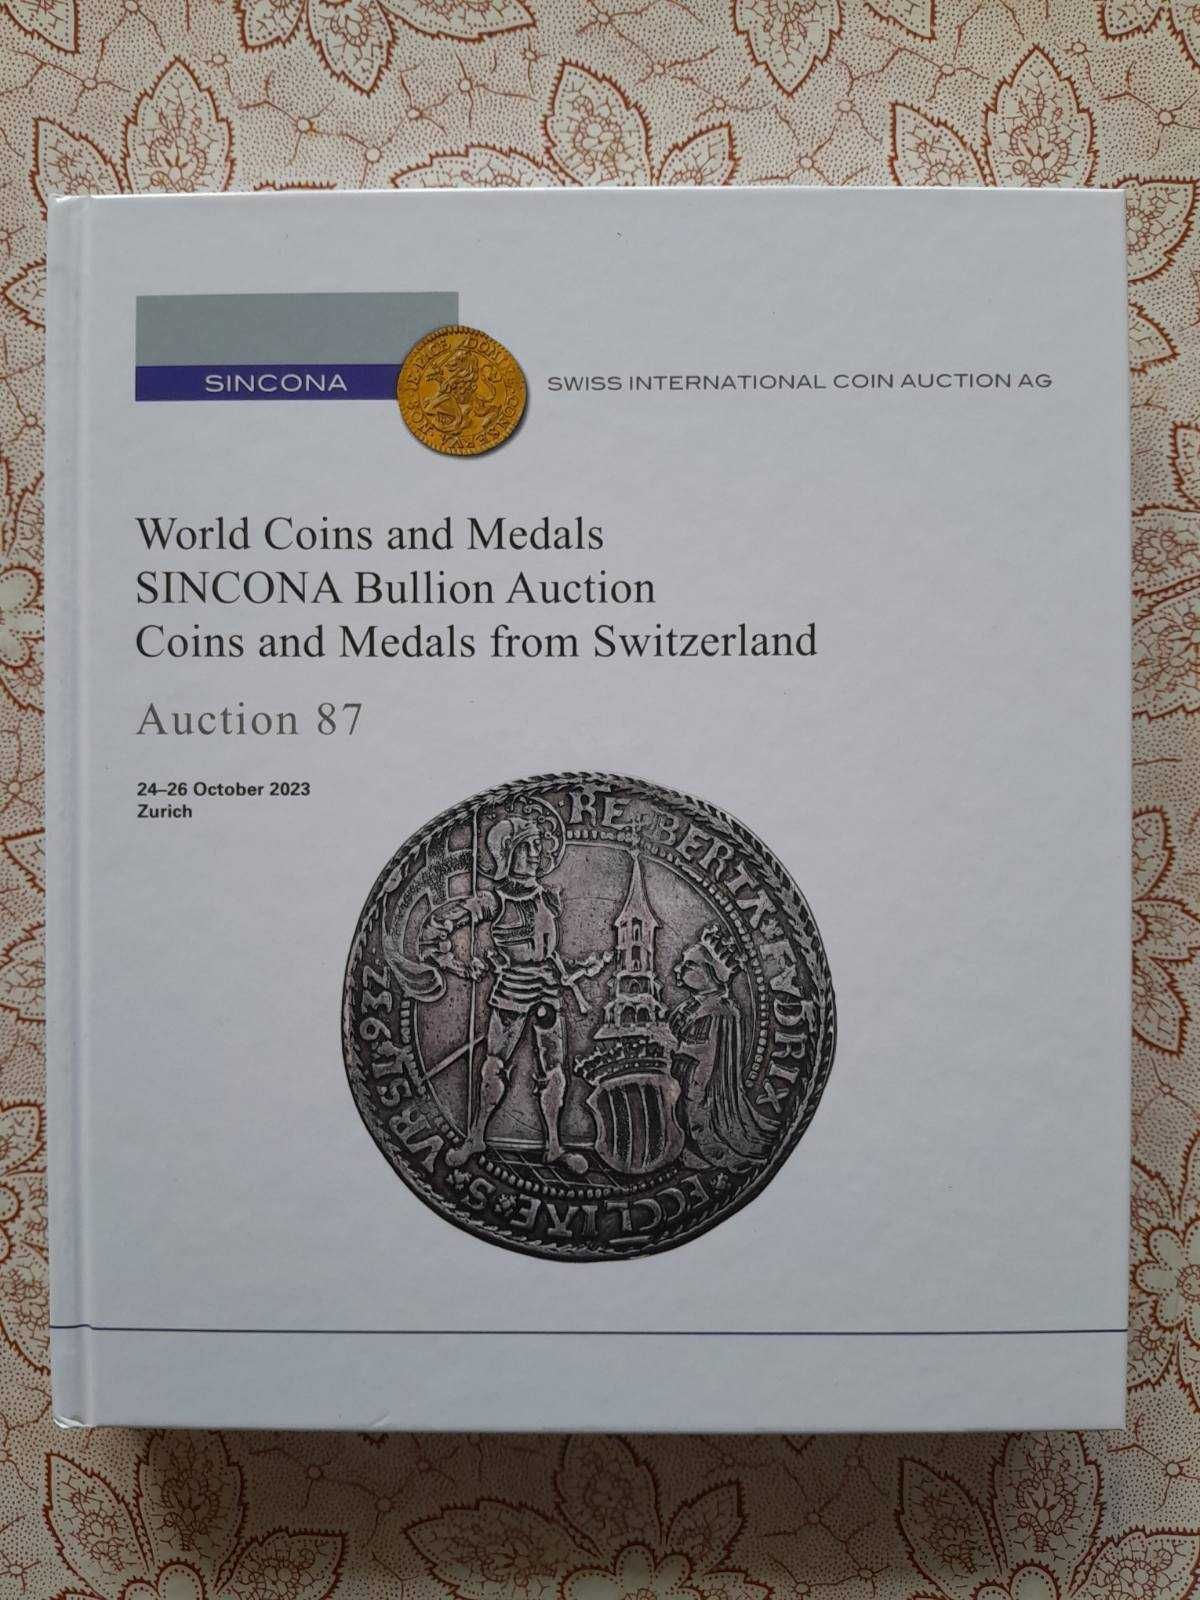 SINCONA
SWISS INTERNATIONAL COIN AUCTION AG
World Coins and Medals
SINCONA Bullion Auction
Coins and Medals from Switzerland
Auction 87
24–26 October 2023
Zurich